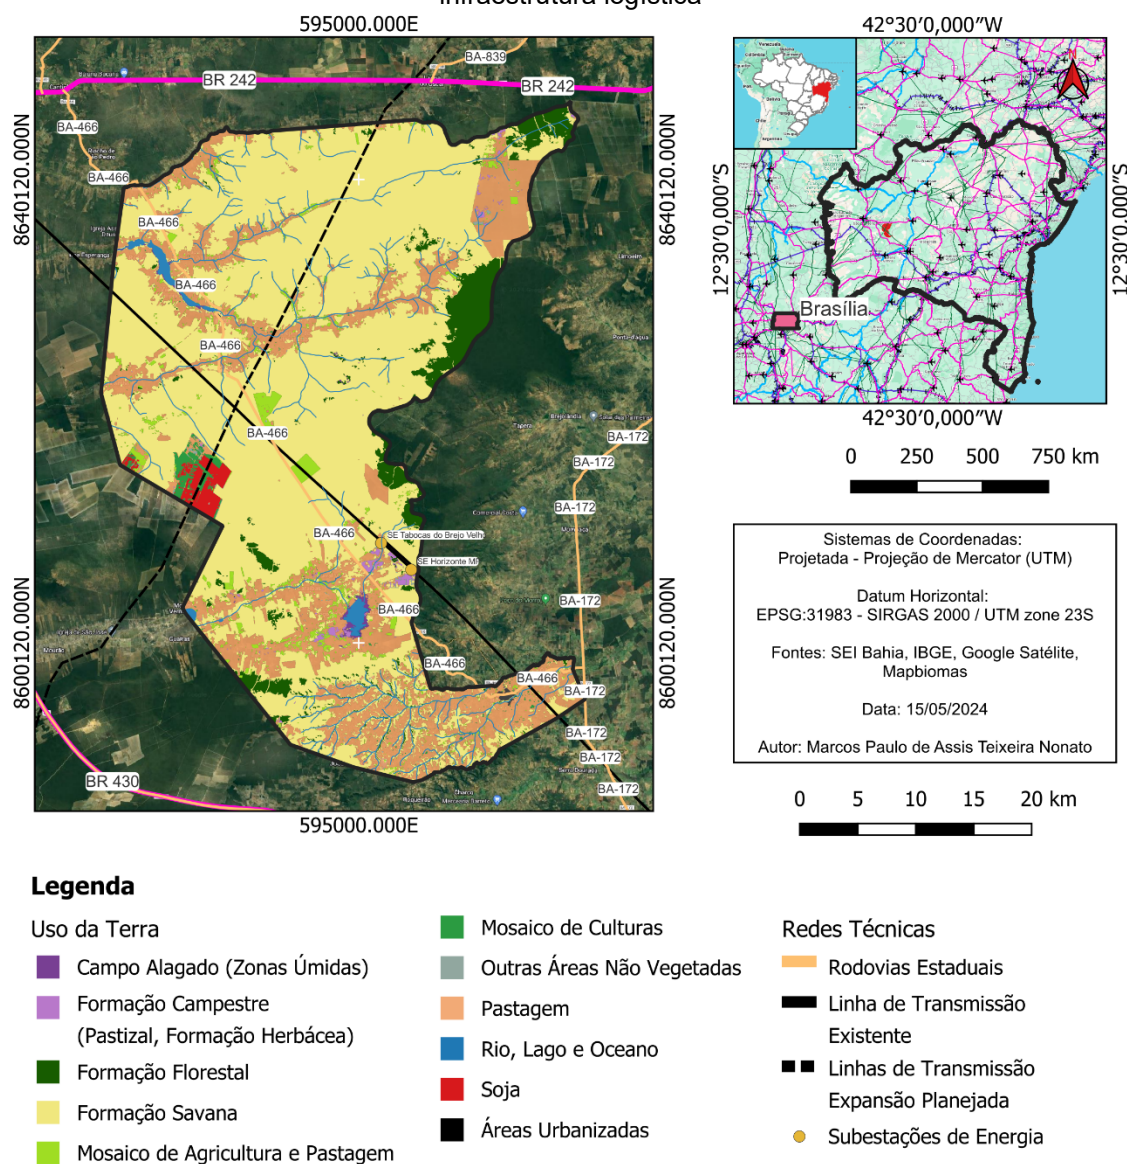 infraestrutura logística
595000.000E
42°30′0,000″W
BA-839
BR 242
BR 242
BA-466
BA-466
BA-466
BA-466
BA-466
BA-466
BA-466
BA-466
BA-466
BA-466
BA-172
BA-172
BA-172
BA-172
BA-172
BA-172
BA-172
BA-172
SE Tabocas do Brejo Velh
SE Horizonte M
BR 430
8640120.000N
8640120.000N
8600120.000N
8600120.000N
595000.000E
12°30′0,000″S
12°30′0,000″S
Brasília
42°30′0,000″W
0 250 500 750 km
Sistemas de Coordenadas:
Projetada - Projeção de Mercator (UTM)
Datum Horizontal:
EPSG:31983 - SIRGAS 2000 / UTM zone 23S
Fontes: SEI Bahia, IBGE, Google Satélite,
Mapbiomas
Data: 15/05/2024
Autor: Marcos Paulo de Assis Teixeira Nonato
0 5 10 15 20 km
Legenda
Uso da Terra
Campo Alagado (Zonas Úmidas)
Formação Campestre
(Pastizal, Formação Herbácea)
Formação Florestal
Formação Savana
Mosaico de Agricultura e Pastagem
Mosaico de Culturas
Outras Áreas Não Vegetadas
Pastagem
Rio, Lago e Oceano
Soja
Áreas Urbanizadas
Redes Técnicas
Rodovias Estaduais
Linha de Transmissão
Existente
Linhas de Transmissão
Expansão Planejada
Subestações de Energia